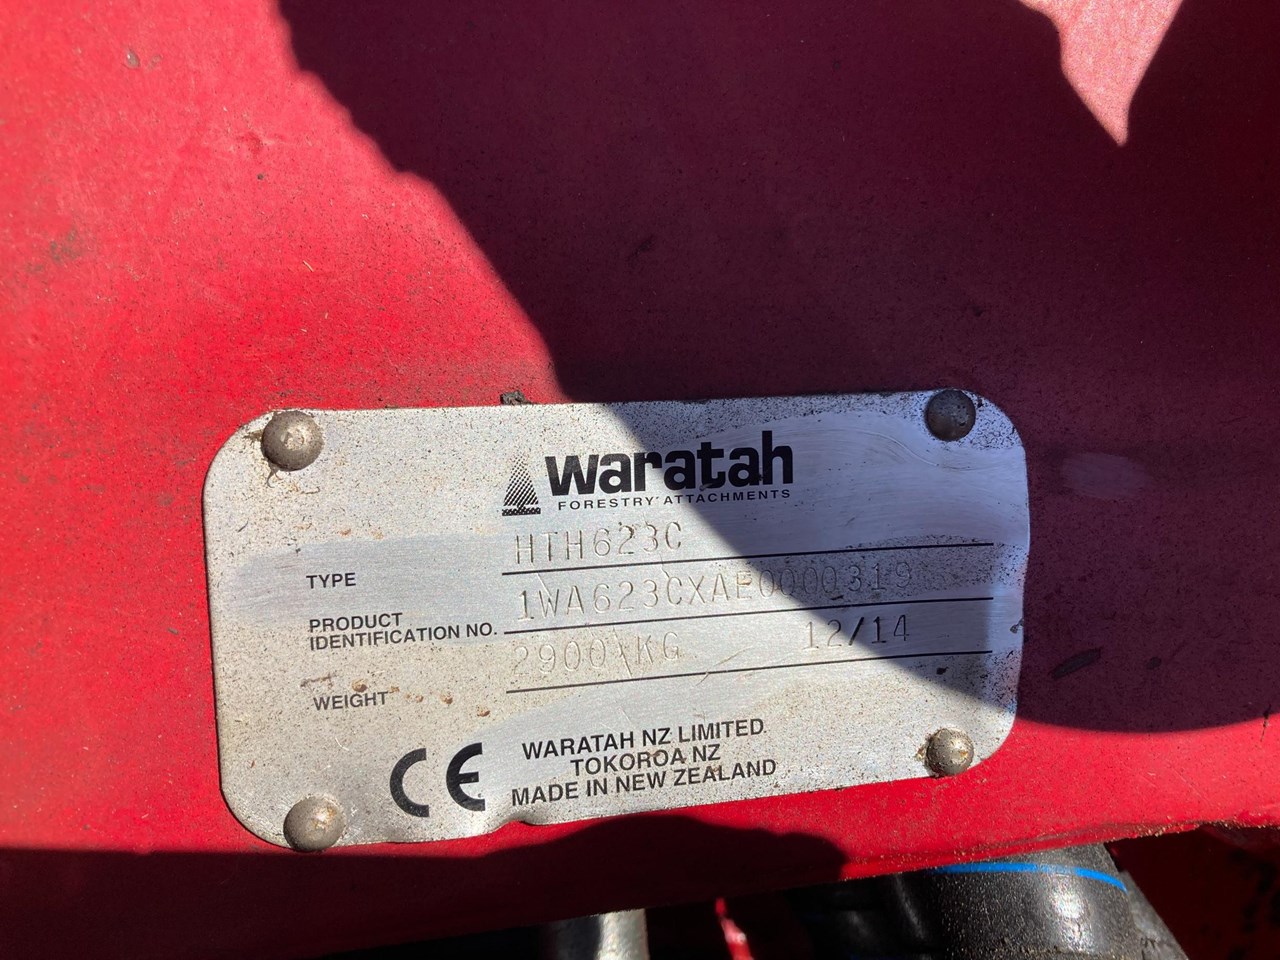 waratah
FORESTRY ATTACHMENTS
TYPE HTH623C
PRODUCT
IDENTIFICATION NO. 1WA623CXAE0000319
WEIGHT 2900 KG 12/14
CE WARATAH NZ LIMITED
TOKOROA NZ
MADE IN NEW ZEALAND